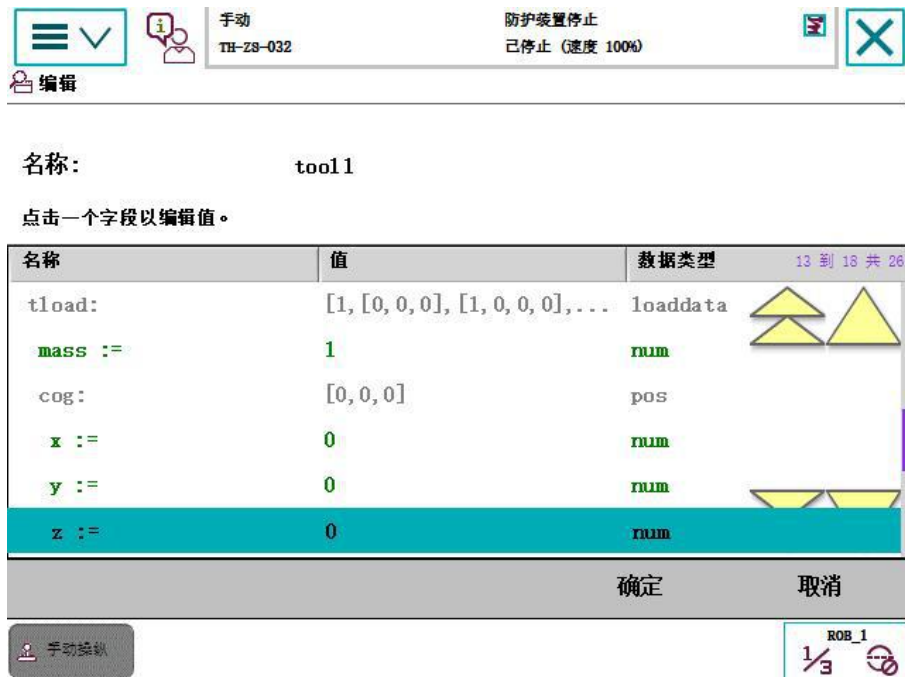 手动 防护装置停止
TH-ZS-032 已停止 (速度 100%)
编辑
名称: tool1
点击一个字段以编辑值。
名称 值 数据类型 13 到 18 共 26
tload: [1,[0,0,0],[1,0,0,0],... loaddata
mass := 1 num
cog: [0,0,0] pos
x := 0 num
y := 0 num
z := 0 num
确定 取消
手动操纵 ROB_1
1/3